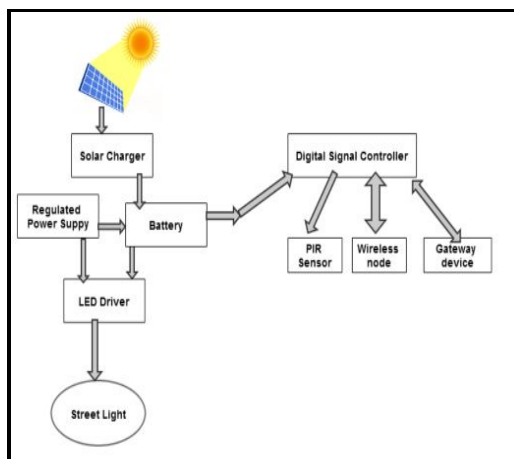 Solar Charger
Digital Signal Controller
Regulated
Power Suppy
Battery
PIR
Sensor
Wireless
node
Gateway
device
LED Driver
Street Light